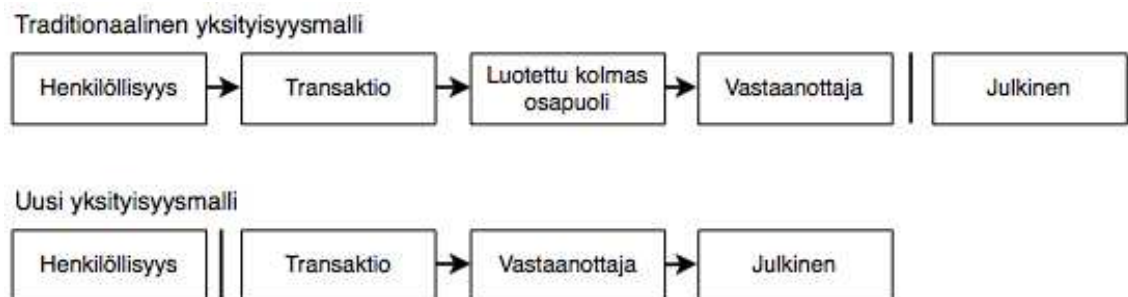 Traditionaalinen yksityisyysmalli
Henkilöllisyys
Transaktio
Luotettu kolmas
osapuoli
Vastaanottaja
Julkinen
Uusi yksityisyysmalli
Henkilöllisyys
Transaktio
Vastaanottaja
Julkinen